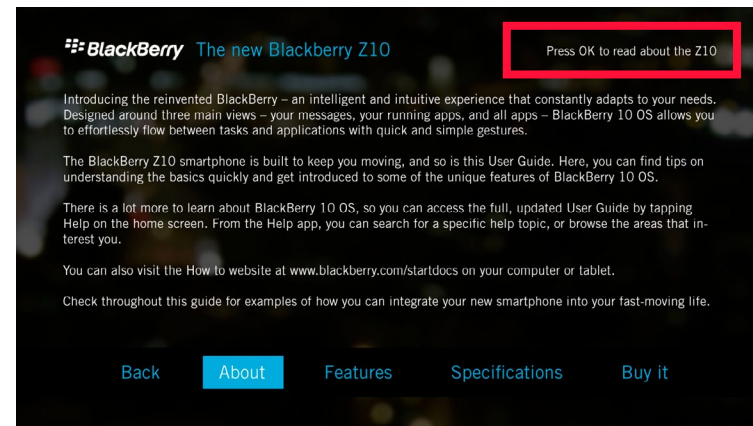 BlackBerry The new Blackberry Z10
Press OK to read about the Z10
Introducing the reinvented BlackBerry – an intelligent and intuitive experience that constantly adapts to your needs.
Designed around three main views – your messages, your running apps, and all apps – BlackBerry 10 OS allows you
to effortlessly flow between tasks and applications with quick and simple gestures.
The BlackBerry Z10 smartphone is built to keep you moving, and so is this User Guide. Here, you can find tips on
understanding the basics quickly and get introduced to some of the unique features of BlackBerry 10 OS.
There is a lot more to learn about BlackBerry 10 OS, so you can access the full, updated User Guide by tapping
Help on the home screen. From the Help app, you can search for a specific help topic, or browse the areas that in-
terest you.
You can also visit the How to website at www.blackberry.com/startdocs on your computer or tablet.
Check throughout this guide for examples of how you can integrate your new smartphone into your fast-moving life.
Back About Features Specifications Buy it